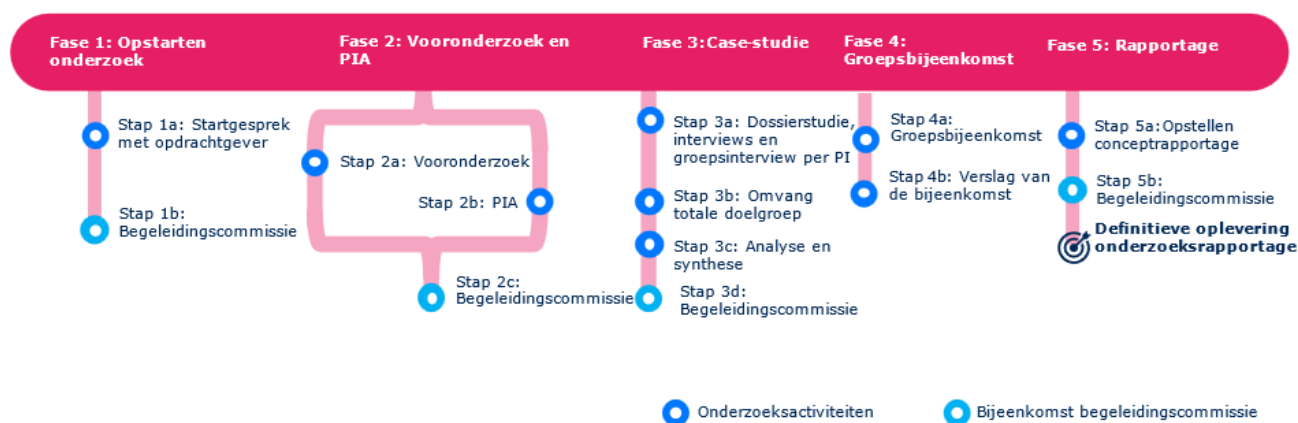 Fase 1: Opstarten
onderzoek
Fase 2: Vooronderzoek en
PIA
Fase 3:Case-studie
Fase 4:
Groepsbijeenkomst
Fase 5: Rapportage
Stap 1a: Startgesprek
met opdrachtgever
Stap 1b:
Begeleidingscommissie
Stap 2a: Vooronderzoek
Stap 2b: PIA
Stap 2c:
Begeleidingscommissie
Stap 3a: Dossierstudie,
interviews en
groepsinterview per PI
Stap 3b: Omvang
totale doelgroep
Stap 3c: Analyse en
synthese
Stap 3d:
Begeleidingscommissie
Stap 4a:
Groepsbijeenkomst
Stap 4b: Verslag van
de bijeenkomst
Stap 5a:Opstellen
conceptrapportage
Stap 5b:
Begeleidingscommissie
Definitieve oplevering
onderzoeksrapportage
Onderzoeksactiviteiten
Bijeenkomst begeleidingscommissie